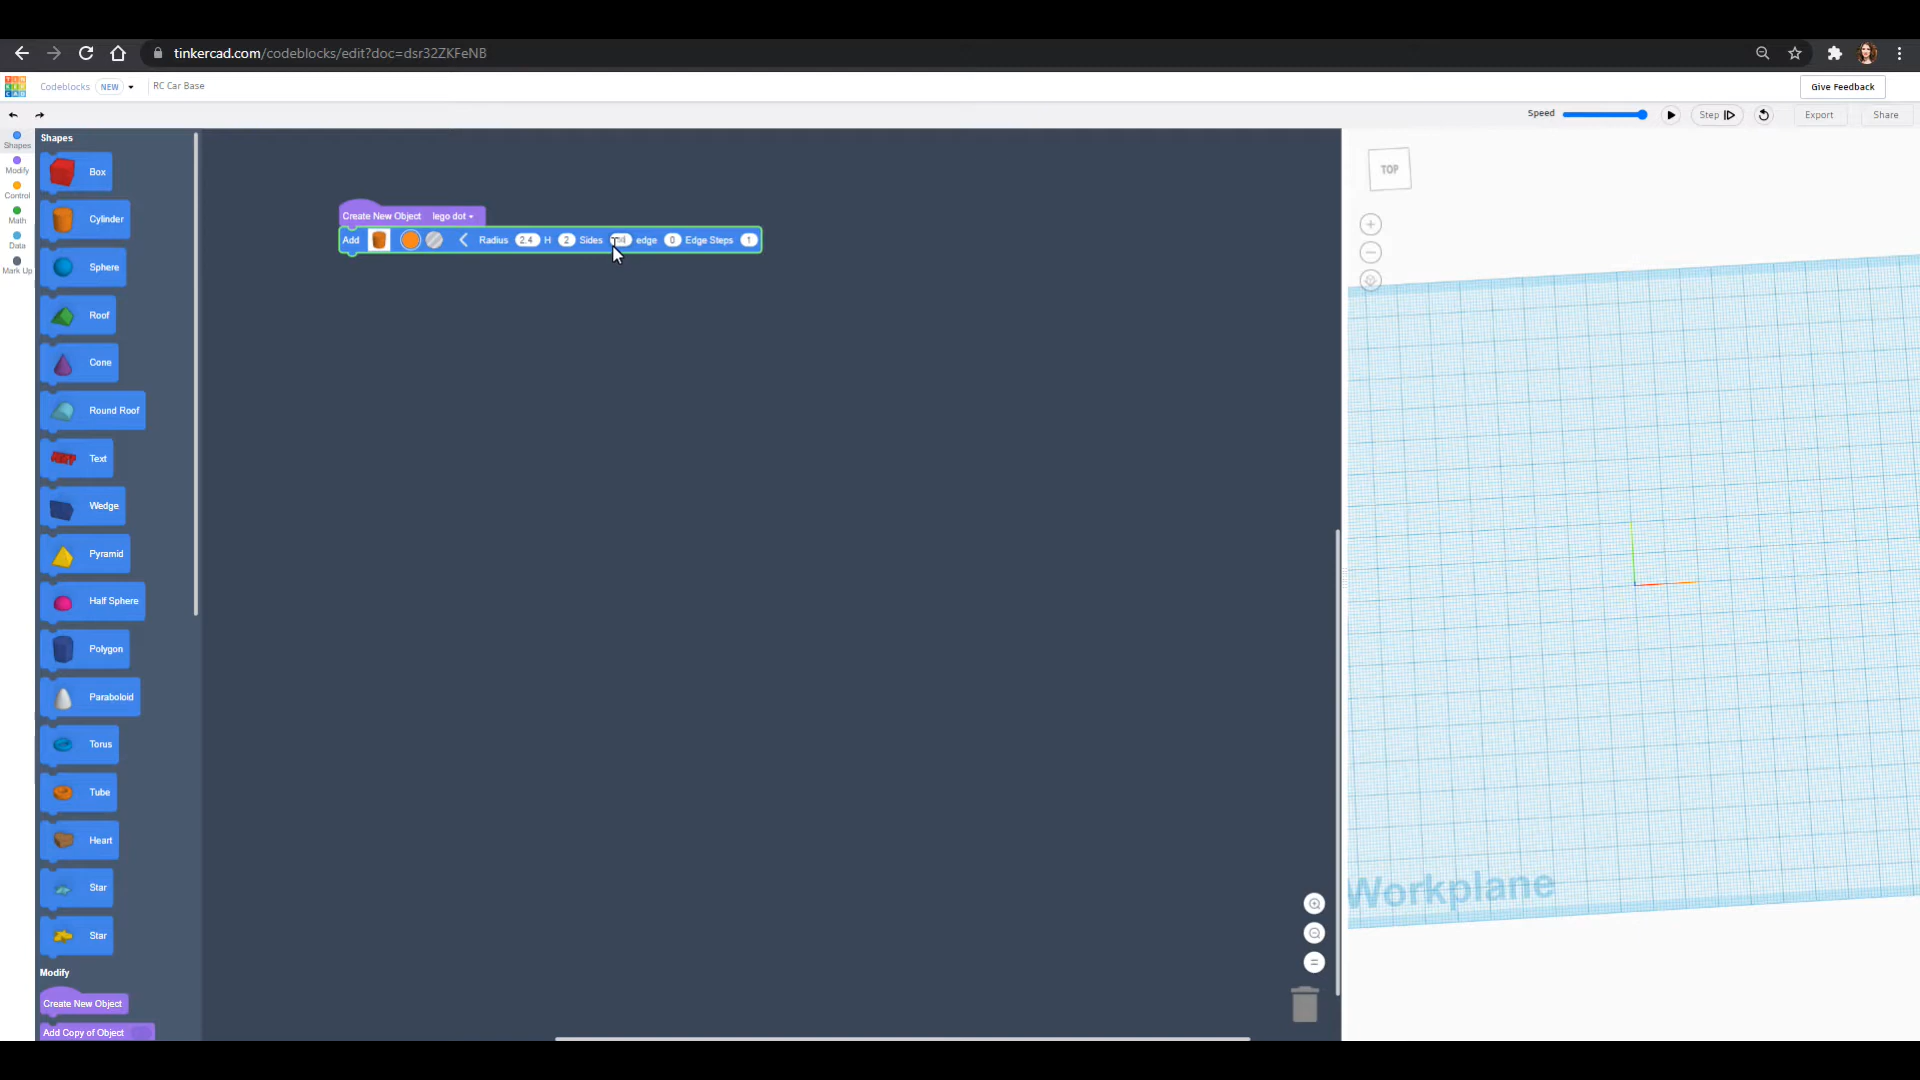 tinkercad.com/codeblocks/edit?doc=dsr32ZKFeNB
Codeblocks NEW RC Car Base Give Feedback
Speed Step Export Share
Shapes
Modify
Control
Math
Data
Mark Up
Shapes
Box
Cylinder
Sphere
Roof
Cone
Round Roof
Text
Wedge
Pyramid
Half Sphere
Polygon
Paraboloid
Torus
Tube
Heart
Star
Star
Modify
Create New Object
Add Copy of Object
Create New Object lego dot
Add Radius 2.4 H 2 Sides edge 0 Edge Steps 1
TOP
Workplane